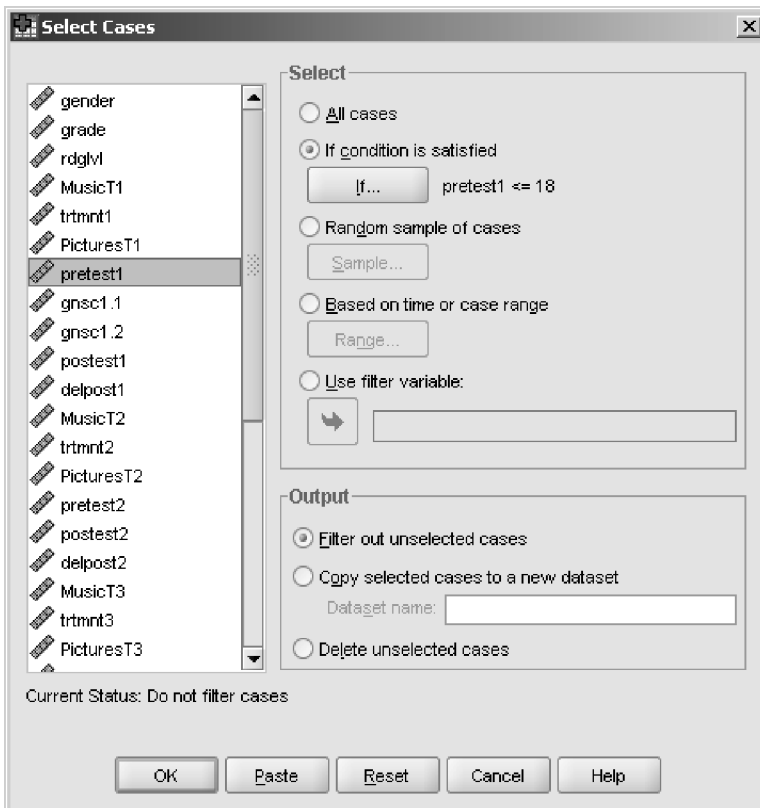 Select Cases
gender
grade
rdglvl
MusicT1
trtmnt1
PicturesT1
pretest1
gnsc1.1
gnsc1.2
postest1
delpost1
MusicT2
trtmnt2
PicturesT2
pretest2
postest2
delpost2
MusicT3
trtmnt3
PicturesT3
Select
All cases
If condition is satisfied
If... pretest1 <= 18
Random sample of cases
Sample...
Based on time or case range
Range...
Use filter variable:
Output
Filter out unselected cases
Copy selected cases to a new dataset
Dataset name:
Delete unselected cases
Current Status: Do not filter cases
OK Paste Reset Cancel Help